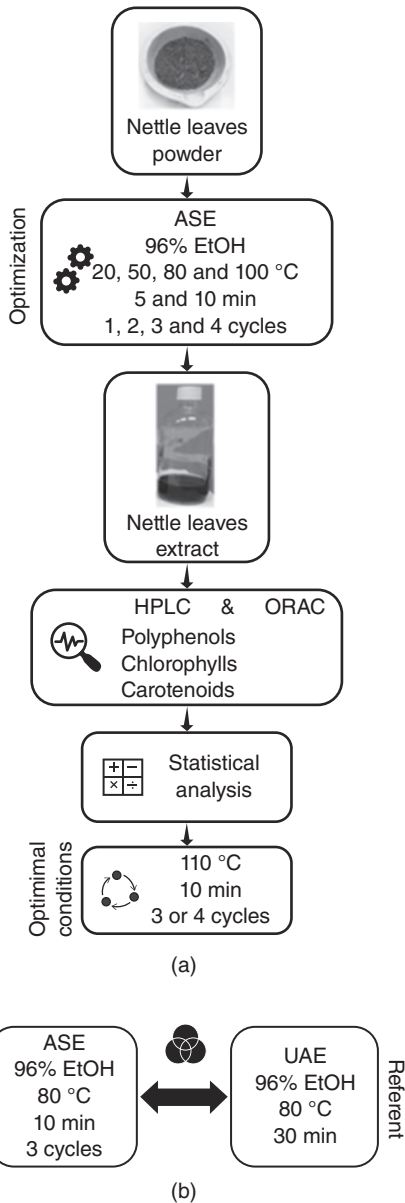 Nettle leaves
powder
Optimization
ASE
96% EtOH
20, 50, 80 and 100 °C
5 and 10 min
1, 2, 3 and 4 cycles
Nettle leaves
extract
HPLC & ORAC
Polyphenols
Chlorophylls
Carotenoids
+ −
× ÷
Statistical
analysis
Optimimal
conditions
110 °C
10 min
3 or 4 cycles
(a)
ASE
96% EtOH
80 °C
10 min
3 cycles
UAE
96% EtOH
80 °C
30 min
Referent
(b)